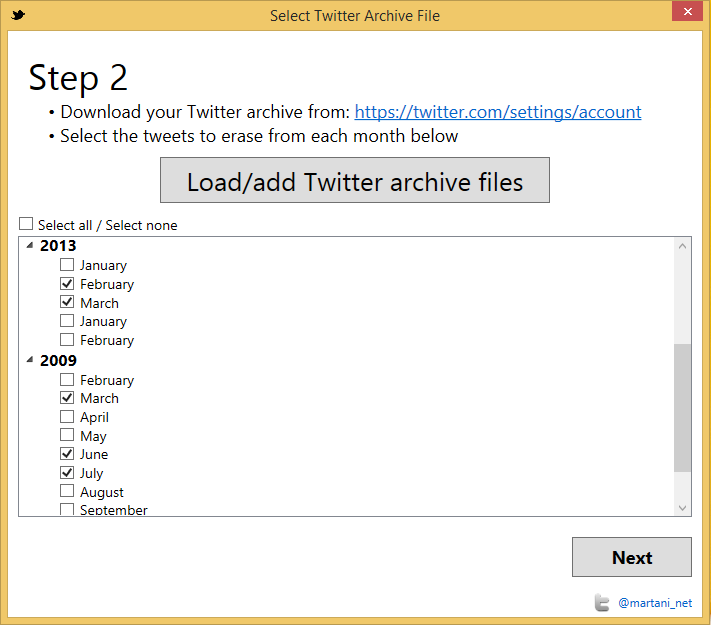 Select Twitter Archive File
Step 2
• Download your Twitter archive from: https://twitter.com/settings/account
• Select the tweets to erase from each month below
Load/add Twitter archive files
Select all / Select none
2013
January
February
March
January
February
2009
February
March
April
May
June
July
August
September
Next
@martani_net